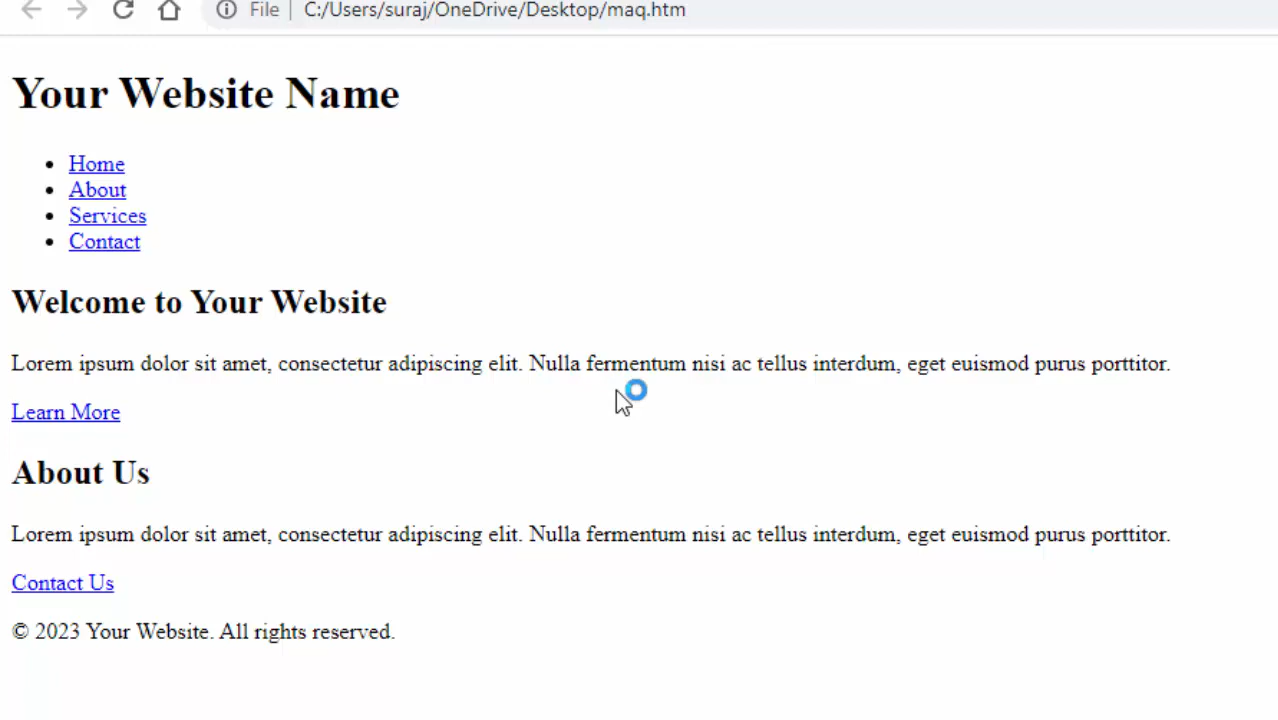 File | C:/Users/suraj/OneDrive/Desktop/maq.htm
Your Website Name
Home
About
Services
Contact
Welcome to Your Website
Lorem ipsum dolor sit amet, consectetur adipiscing elit. Nulla fermentum nisi ac tellus interdum, eget euismod purus porttitor.
Learn More
About Us
Lorem ipsum dolor sit amet, consectetur adipiscing elit. Nulla fermentum nisi ac tellus interdum, eget euismod purus porttitor.
Contact Us
© 2023 Your Website. All rights reserved.